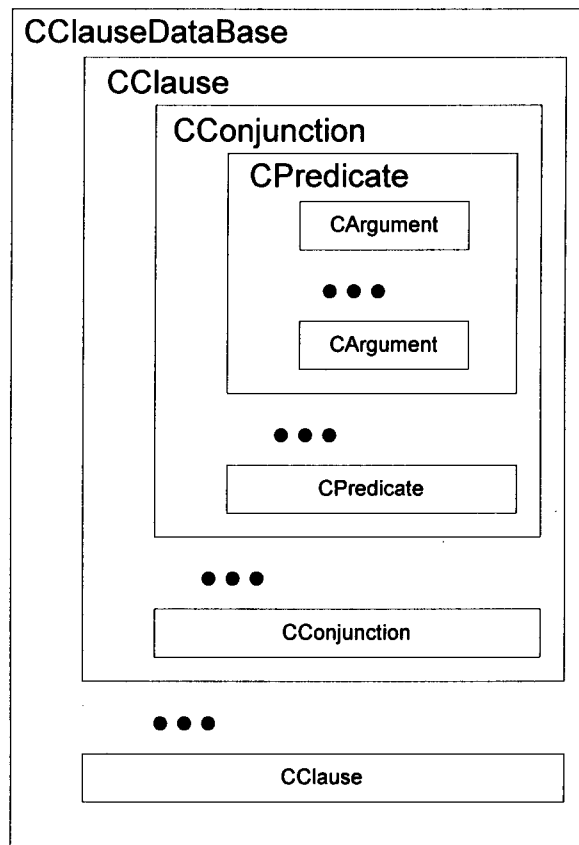 CClauseDataBase
CClause
CConjunction
CPredicate
CArgument
CArgument
CPredicate
CConjunction
CClause